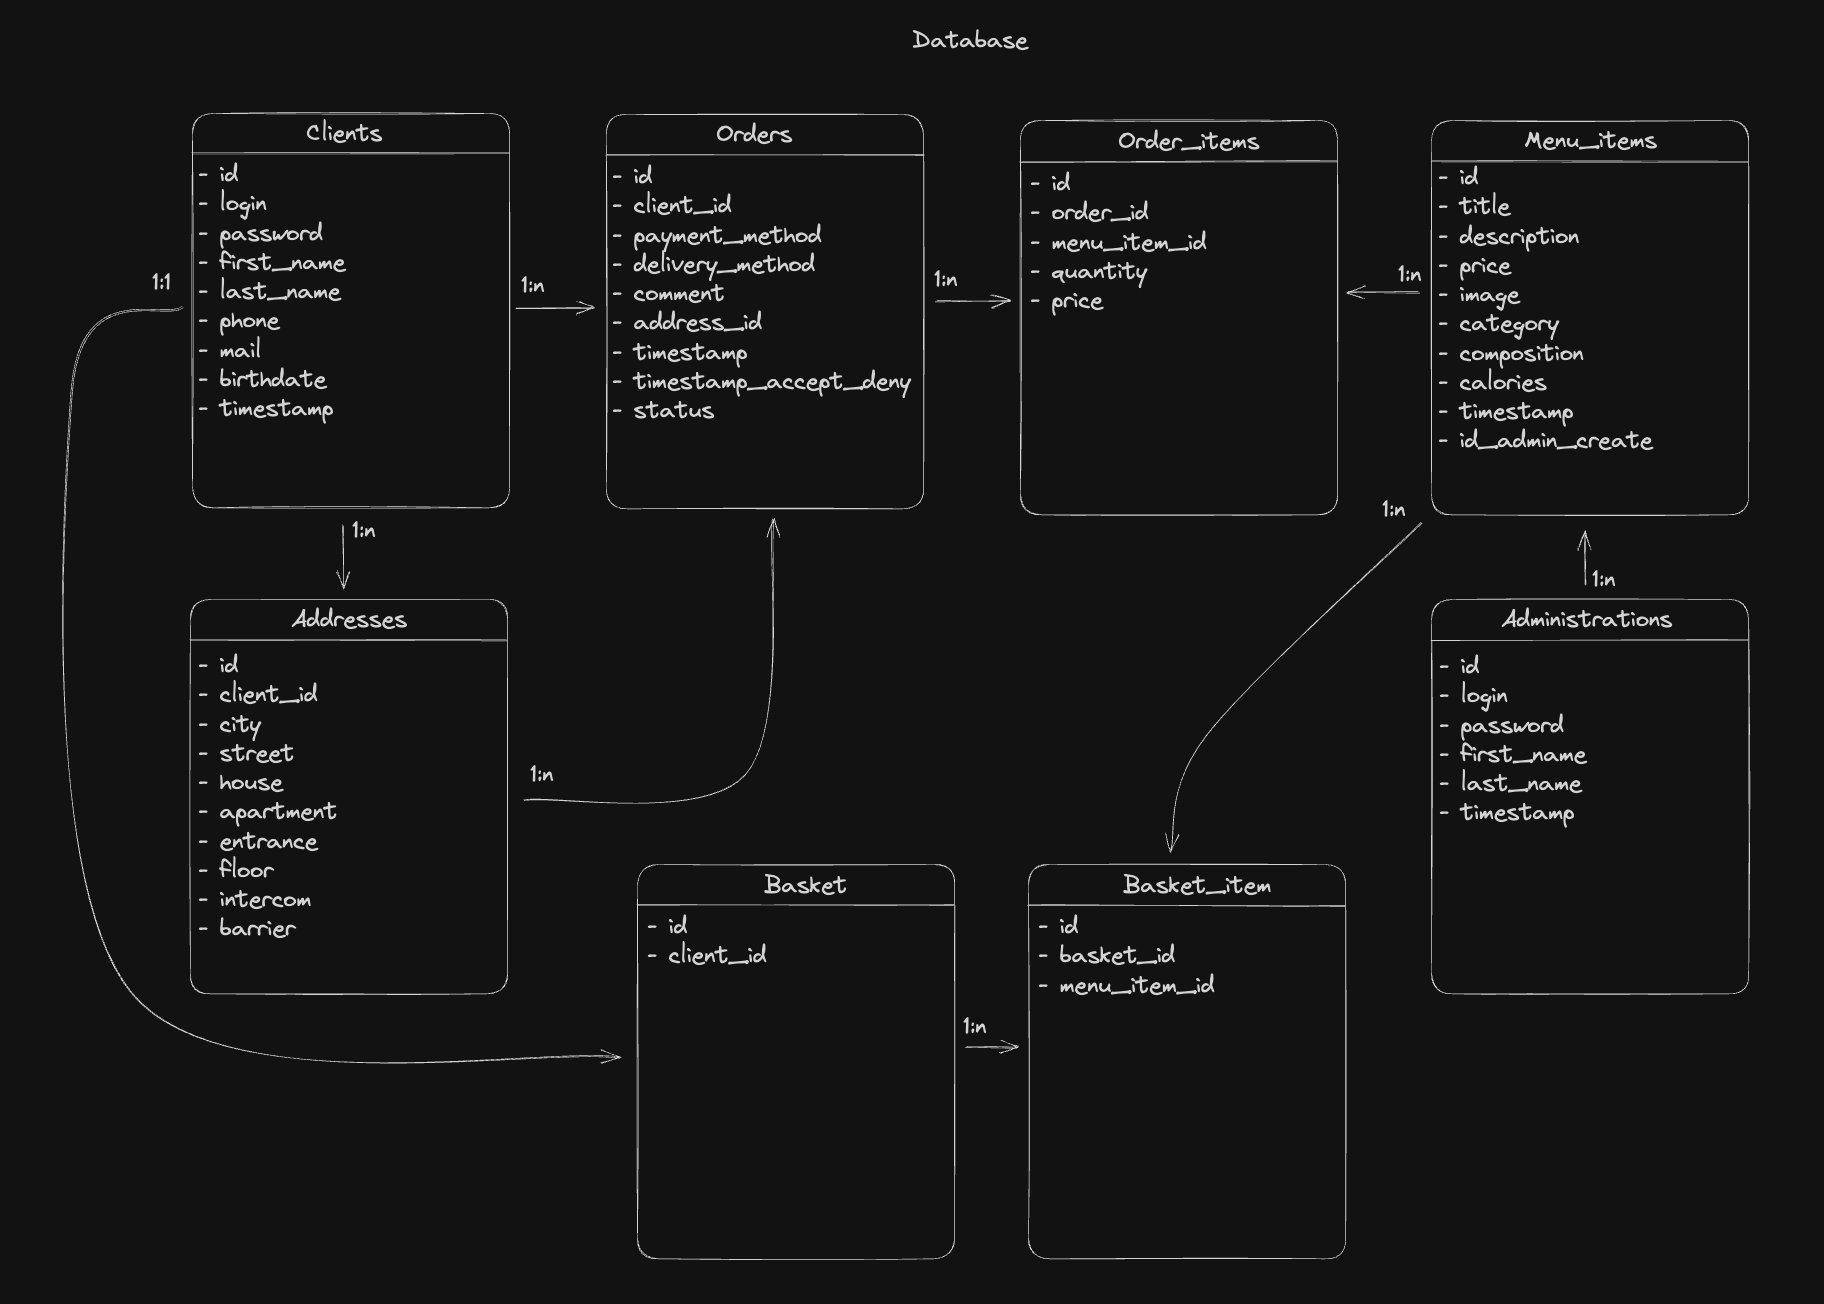 Database
Clients
- id
- login
- password
- first_name
- last_name
- phone
- mail
- birthdate
- timestamp
Orders
- id
- client_id
- payment_method
- delivery_method
- comment
- address_id
- timestamp
- timestamp_accept_deny
- status
Order_items
- id
- order_id
- menu_item_id
- quantity
- price
Menu_items
- id
- title
- description
- price
- image
- category
- composition
- calories
- timestamp
- id_admin_create
1:1
1:n
1:n
1:n
1:n
1:n
1:n
Addresses
- id
- client_id
- city
- street
- house
- apartment
- entrance
- floor
- intercom
- barrier
1:n
Administrations
- id
- login
- password
- first_name
- last_name
- timestamp
Basket
- id
- client_id
1:n
Basket_item
- id
- basket_id
- menu_item_id